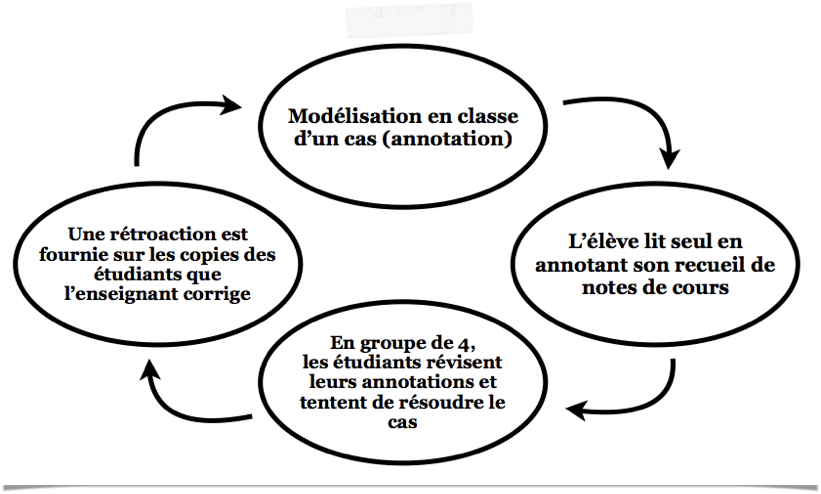 Modélisation en classe
d’un cas (annotation)
L’élève lit seul en
annotant son recueil de
notes de cours
En groupe de 4,
les étudiants révisent
leurs annotations et
tentent de résoudre le
cas
Une rétroaction est
fournie sur les copies des
étudiants que
l’enseignant corrige